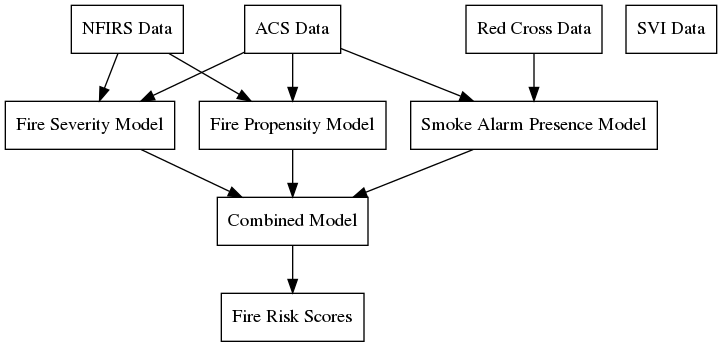 NFIRS Data
ACS Data
Red Cross Data
SVI Data
Fire Severity Model
Fire Propensity Model
Smoke Alarm Presence Model
Combined Model
Fire Risk Scores